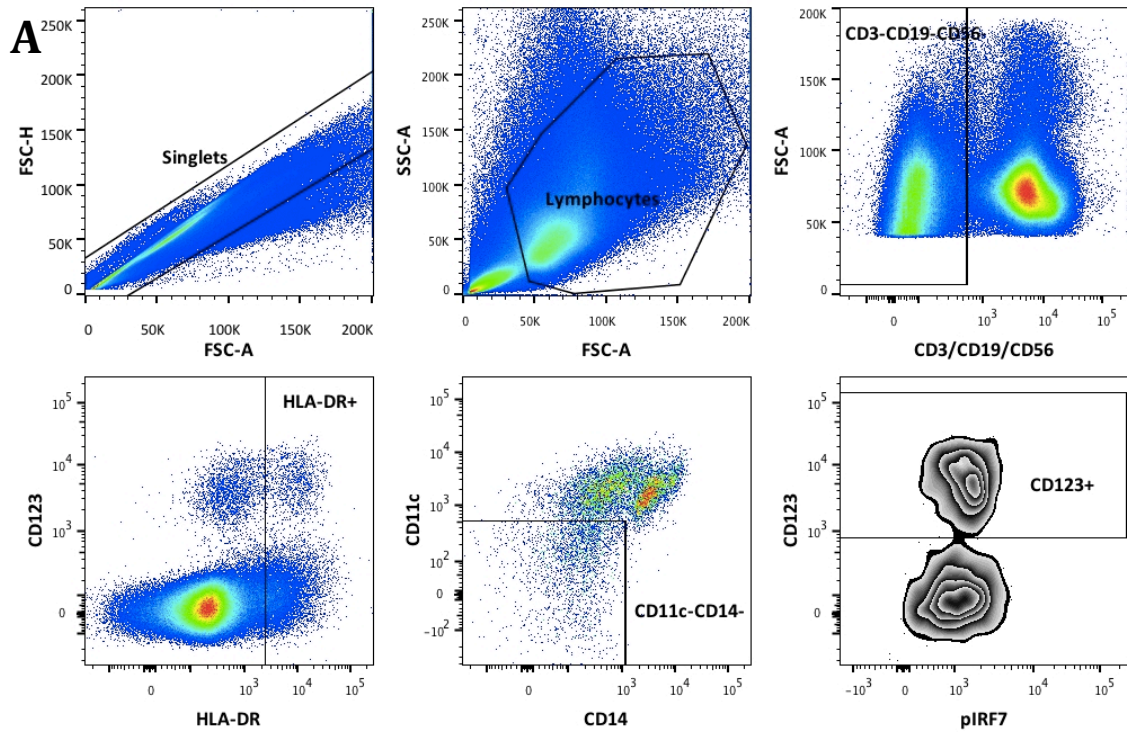 A
FSC-H
250K
200K
150K
100K
50K
0
Singlets
0 50K 100K 150K 200K
FSC-A
SSC-A
250K
200K
150K
100K
50K
0
Lymphocytes
0 50K 100K 150K 200K
FSC-A
FSC-A
200K
150K
100K
50K
0
CD3-CD19-CD56-
0 10³ 10⁴ 10⁵
CD3/CD19/CD56
CD123
10⁵
10⁴
10³
0
HLA-DR+
0 10³ 10⁴ 10⁵
HLA-DR
CD11c
10⁵
10⁴
10³
10²
0
-10²
CD11c-CD14-
0 10³ 10⁴ 10⁵
CD14
CD123
10⁵
10⁴
10³
0
CD123+
-10³ 0 10³ 10⁴ 10⁵
pIRF7